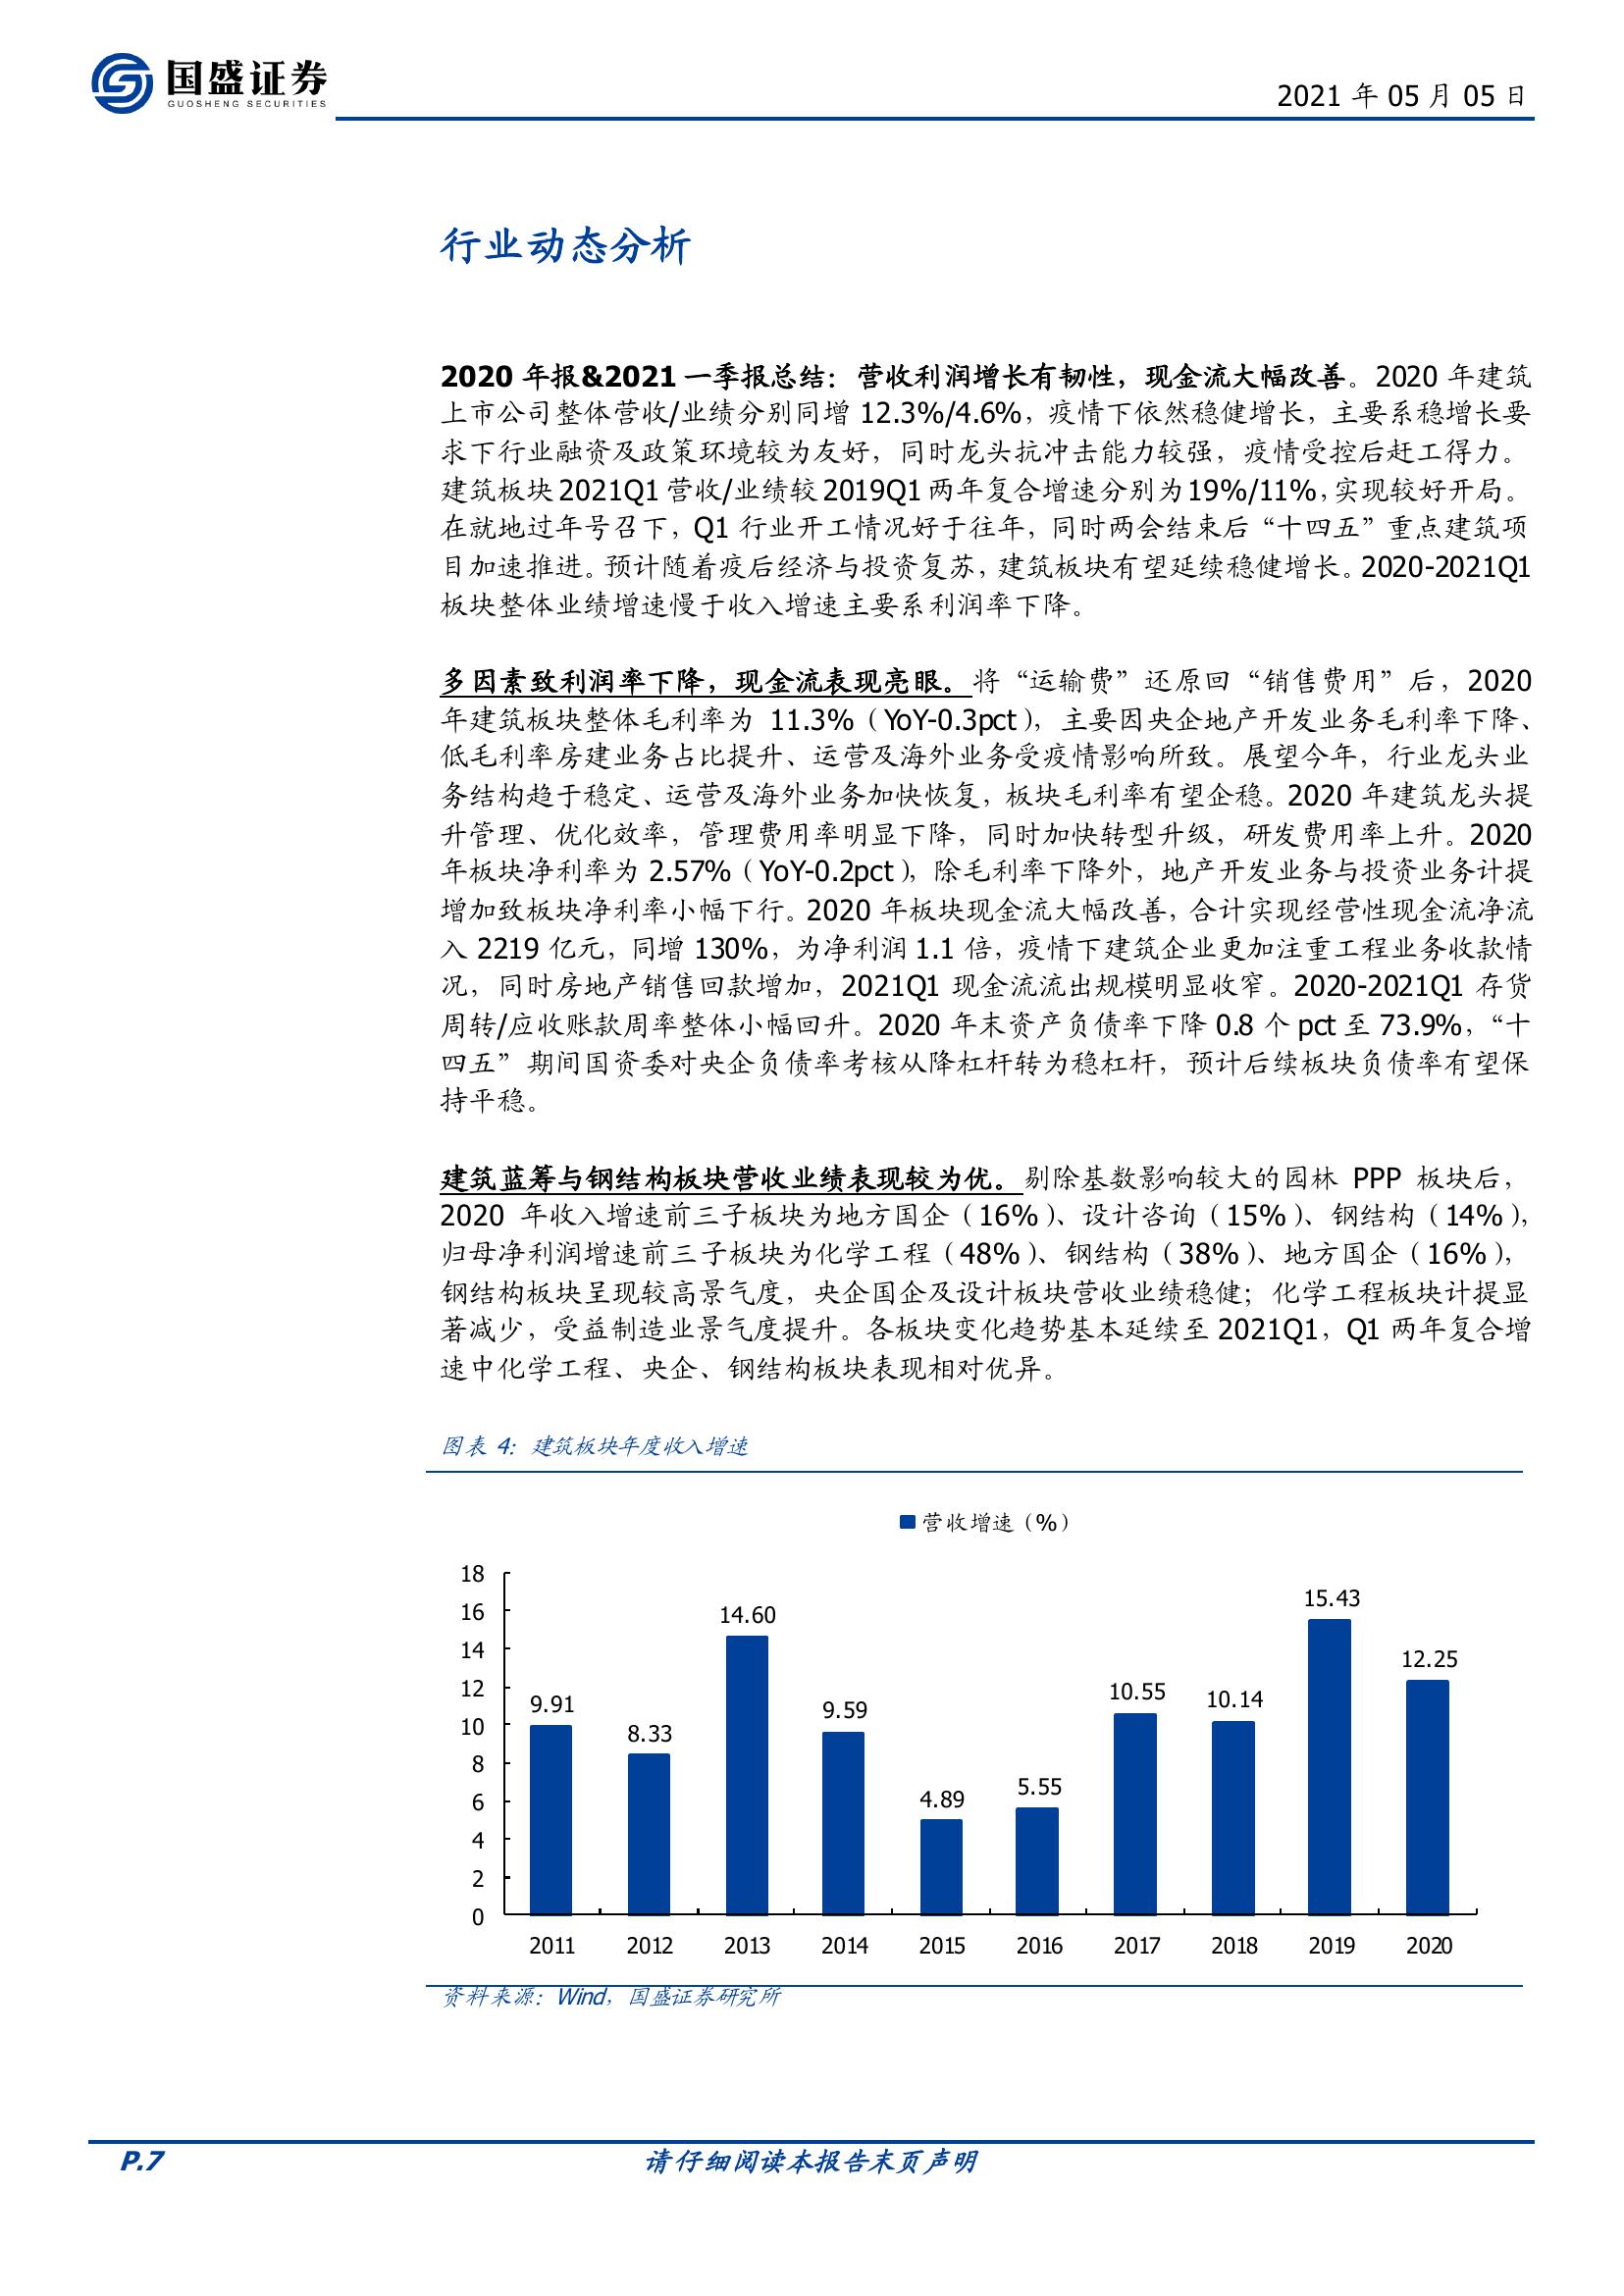 国盛证券
GUOSHENG SECURITIES
2021 年 05 月 05 日
行业动态分析
2020 年报&2021 一季报总结：营收利润增长有韧性，现金流大幅改善。2020 年建筑
上市公司整体营收/业绩分别同增 12.3%/4.6%，疫情下依然稳健增长，主要系稳增长要
求下行业融资及政策环境较为友好，同时龙头抗冲击能力较强，疫情受控后赶工得力。
建筑板块 2021Q1 营收/业绩较 2019Q1 两年复合增速分别为 19%/11%，实现较好开局。
在就地过年号召下，Q1 行业开工情况好于往年，同时两会结束后“十四五”重点建筑项
目加速推进。预计随着疫后经济与投资复苏，建筑板块有望延续稳健增长。2020-2021Q1
板块整体业绩增速慢于收入增速主要系利润率下降。
多因素致利润率下降，现金流表现亮眼。将“运输费”还原回“销售费用”后，2020
年建筑板块整体毛利率为 11.3%（YoY-0.3pct），主要因央企地产开发业务毛利率下降、
低毛利率房建业务占比提升、运营及海外业务受疫情影响所致。展望今年，行业龙头业
务结构趋于稳定、运营及海外业务加快恢复，板块毛利率有望企稳。2020 年建筑龙头提
升管理、优化效率，管理费用率明显下降，同时加快转型升级，研发费用率上升。2020
年板块净利率为 2.57%（YoY-0.2pct），除毛利率下降外，地产开发业务与投资业务计提
增加致板块净利率小幅下行。2020 年板块现金流大幅改善，合计实现经营性现金流净流
入 2219 亿元，同增 130%，为净利润 1.1 倍，疫情下建筑企业更加注重工程业务收款情
况，同时房地产销售回款增加，2021Q1 现金流流出规模明显收窄。2020-2021Q1 存货
周转/应收账款周率整体小幅回升。2020 年末资产负债率下降 0.8 个 pct 至 73.9%，“十
四五”期间国资委对央企负债率考核从降杠杆转为稳杠杆，预计后续板块负债率有望保
持平稳。
建筑蓝筹与钢结构板块营收业绩表现较为优。剔除基数影响较大的园林 PPP 板块后，
2020 年收入增速前三子板块为地方国企（16%）、设计咨询（15%）、钢结构（14%），
归母净利润增速前三子板块为化学工程（48%）、钢结构（38%）、地方国企（16%），
钢结构板块呈现较高景气度，央企国企及设计板块营收业绩稳健；化学工程板块计提显
著减少，受益制造业景气度提升。各板块变化趋势基本延续至 2021Q1，Q1 两年复合增
速中化学工程、央企、钢结构板块表现相对优异。
图表 4：建筑板块年度收入增速
营收增速（%）
18
16
14
12
10
8
6
4
2
0
9.91
8.33
14.60
9.59
4.89
5.55
10.55
10.14
15.43
12.25
2011 2012 2013 2014 2015 2016 2017 2018 2019 2020
资料来源：Wind，国盛证券研究所
P.7
请仔细阅读本报告末页声明